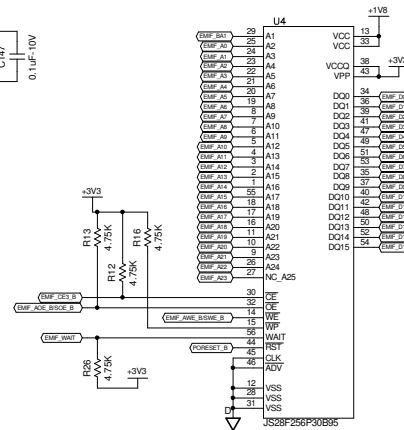 +1V8
U4
C147
0.1uF-10V
EMIF_BA1 29 A1 VCC 13
EMIF_A0 25 A2 VCC 33
EMIF_A1 24 A3
EMIF_A2 23 A4 VCCQ 38 +3V3
EMIF_A3 22 A5 VPP 43
EMIF_A4 21 A6
EMIF_A5 20 A7 DQ0 34
EMIF_A6 19 A8 DQ1 36
EMIF_A7 8 A9 DQ2 39
EMIF_A8 7 A10 DQ3 41
EMIF_A9 6 A11 DQ4 47
EMIF_A10 5 A12 DQ5 49
EMIF_A11 4 A13 DQ6 51
EMIF_A12 3 A14 DQ7 53
EMIF_A13 2 A15 DQ8 35
EMIF_A14 1 A16 DQ9 37
EMIF_A15 55 A17 DQ10 40
EMIF_A16 18 A18 DQ11 42
EMIF_A17 17 A19 DQ12 48
EMIF_A18 16 A20 DQ13 50
EMIF_A19 11 A21 DQ14 52
EMIF_A20 10 A22 DQ15 54
EMIF_A21 9 A23
EMIF_A22 26 A24
EMIF_A23 27 NC_A25
+3V3
R13 4.75K
R12 4.75K
R16 4.75K
EMIF_CE3_B 30 CE
EMIF_AOE_B/SOE_B 32 OE
EMIF_AWE_B/SWE_B 14 WE
15 WP
EMIF_WAIT 56 WAIT
PORESET_B 44 RST
45 CLK
46 ADV
R26 4.75K
+3V3
12 VSS
28 VSS
31 VSS
D
JS28F256P30B95